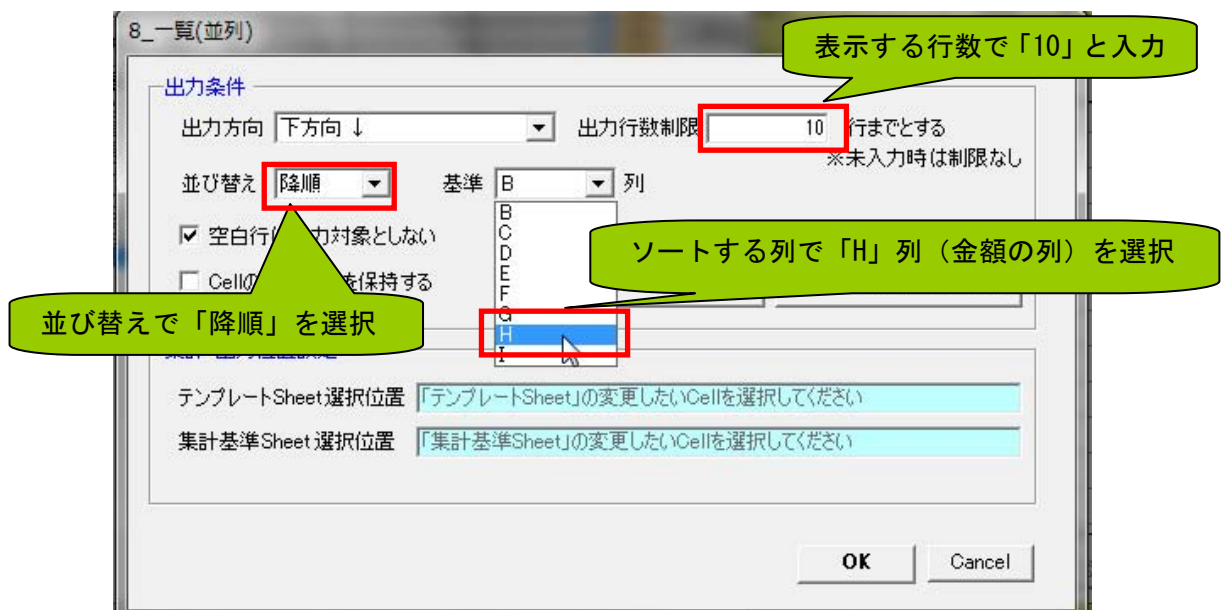 8_一覧(並列)
表示する行数で「10」と入力
出力条件
出力方向 下方向 ↓ 出力行数制限 10 行までとする
※未入力時は制限なし
並び替え 降順 基準 B 列
B
C
D
E
F
G
H
I
空白行 力対象としない
ソートする列で「H」列（金額の列）を選択
Cellの を保持する
並び替えで「降順」を選択
テンプレートSheet選択位置 「テンプレートSheet」の変更したいCellを選択してください
集計基準Sheet選択位置 「集計基準Sheet」の変更したいCellを選択してください
OK Cancel